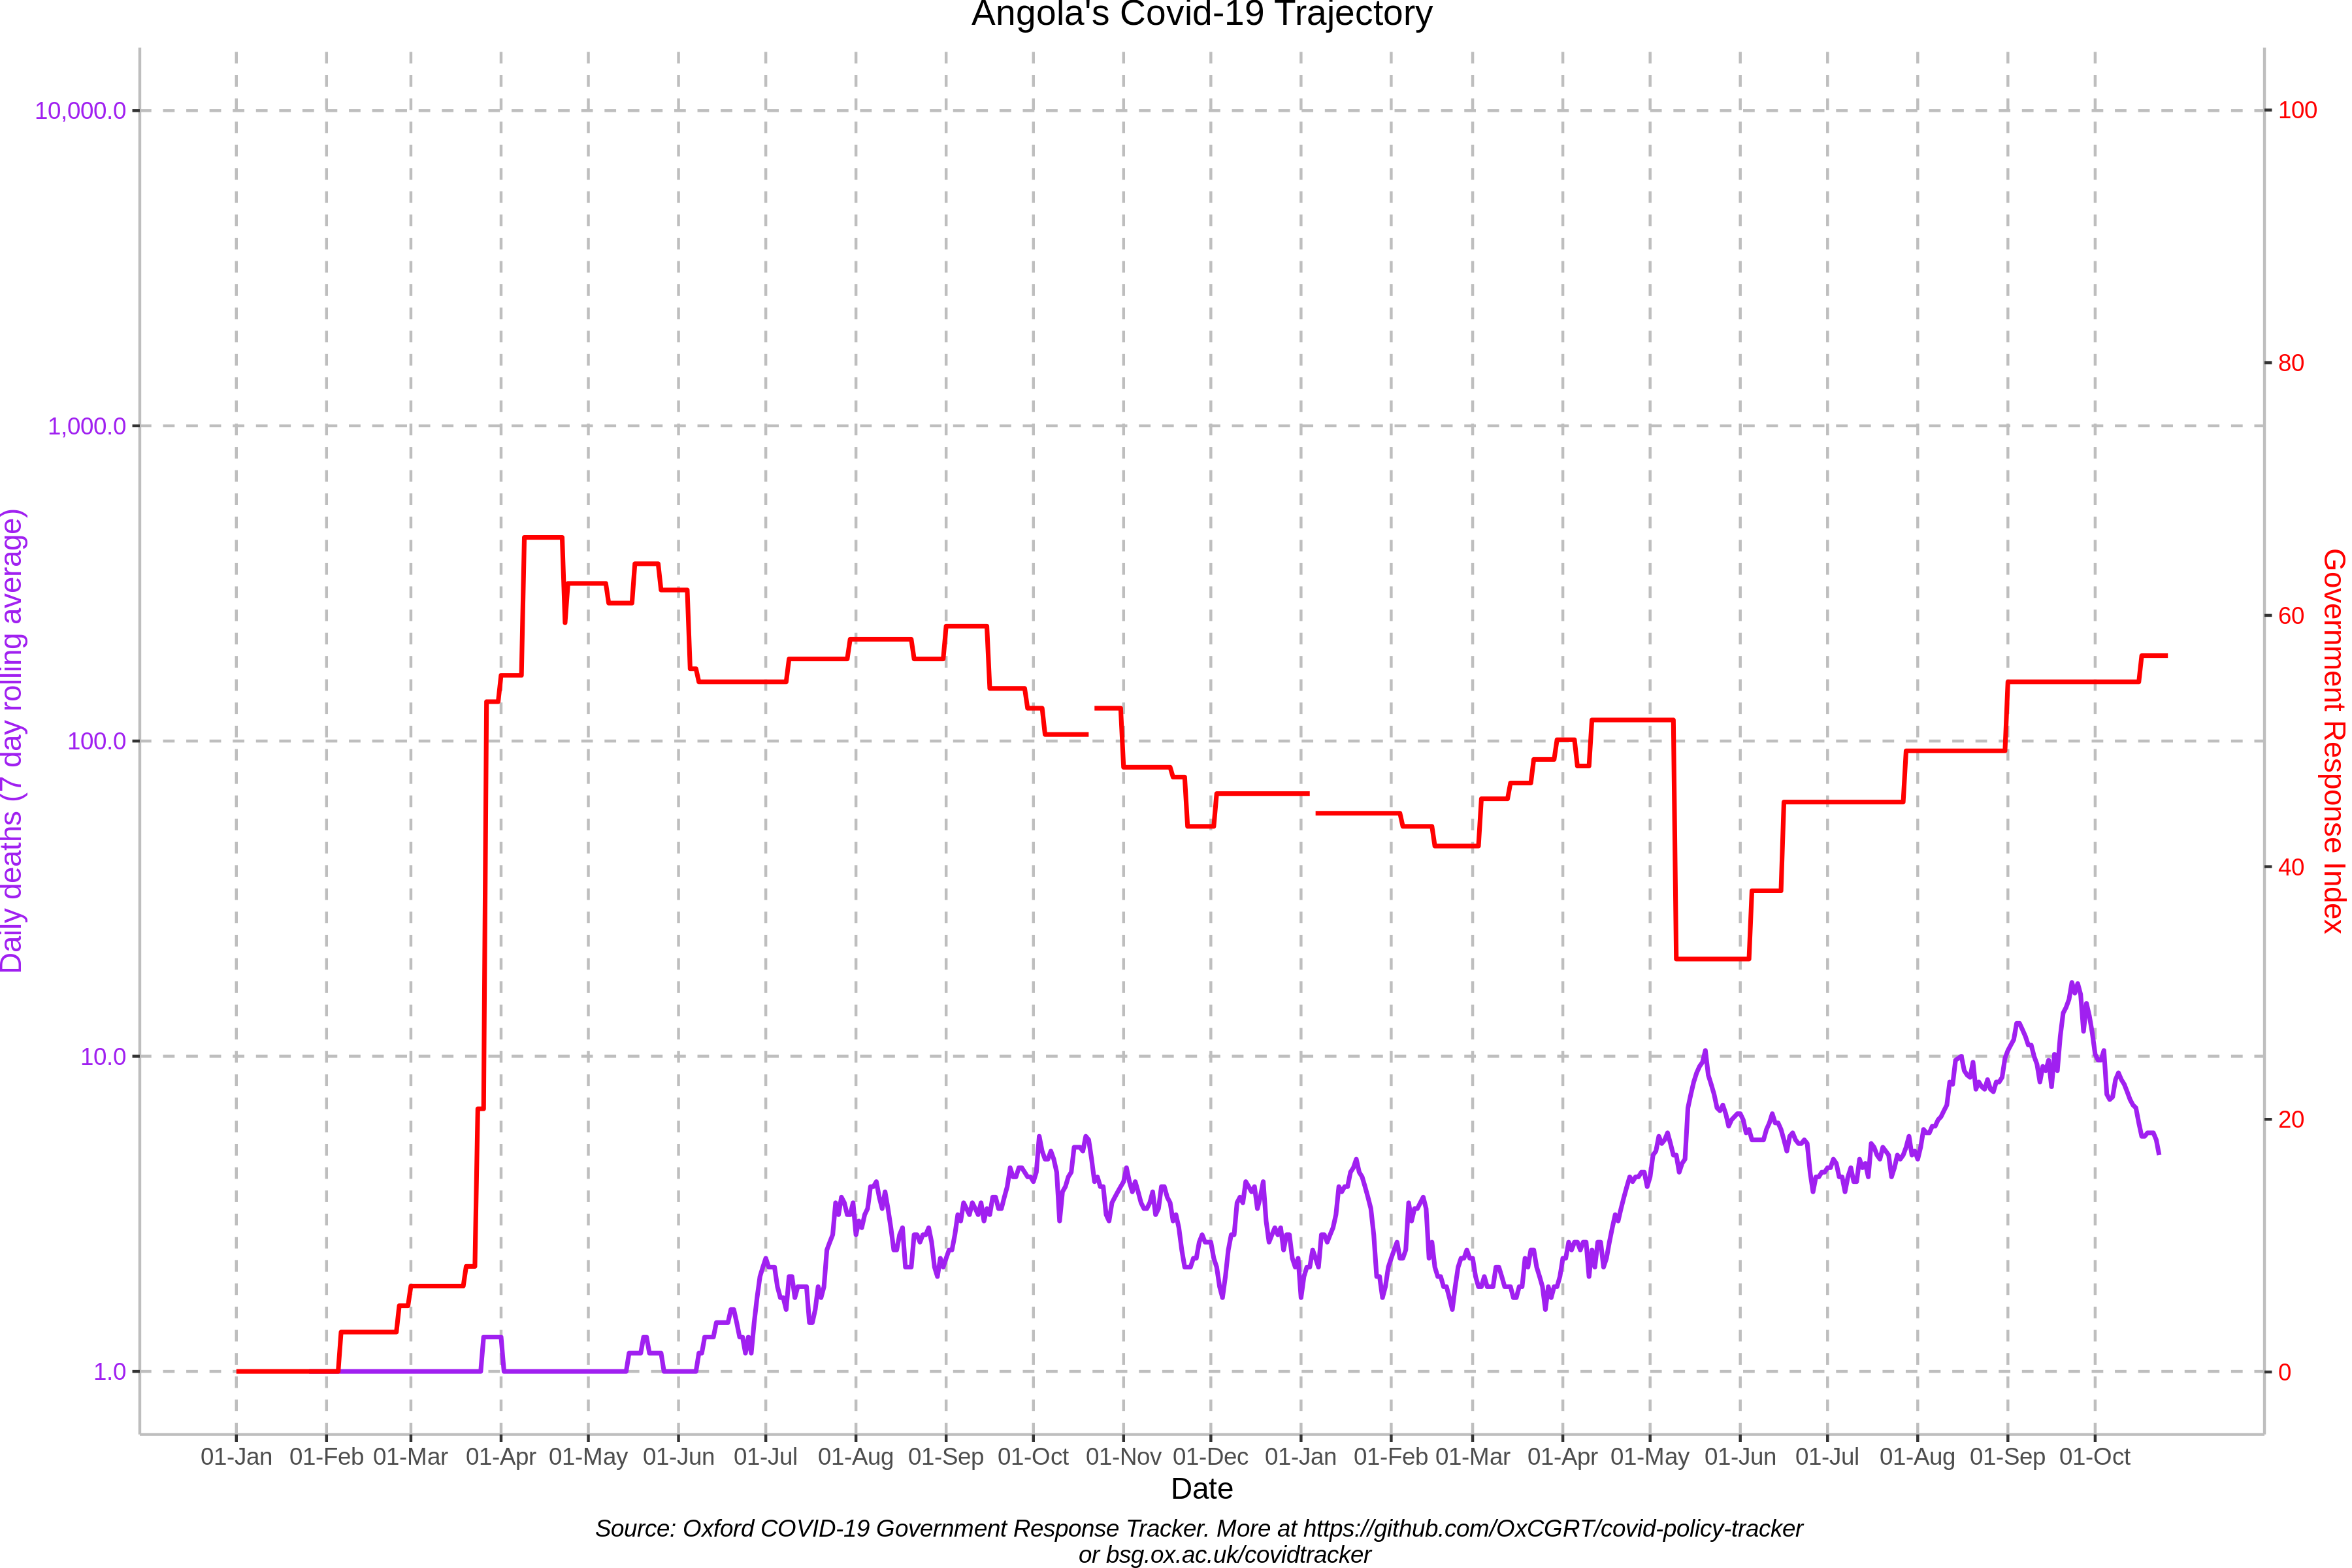 Angola's Covid-19 Trajectory
10,000.0
1,000.0
100.0
10.0
1.0
Daily deaths (7 day rolling average)
100
80
60
40
20
0
Government Response Index
01-Jan 01-Feb 01-Mar 01-Apr 01-May 01-Jun 01-Jul 01-Aug 01-Sep 01-Oct 01-Nov 01-Dec 01-Jan 01-Feb 01-Mar 01-Apr 01-May 01-Jun 01-Jul 01-Aug 01-Sep 01-Oct
Date
Source: Oxford COVID-19 Government Response Tracker. More at https://github.com/OxCGRT/covid-policy-tracker
or bsg.ox.ac.uk/covidtracker